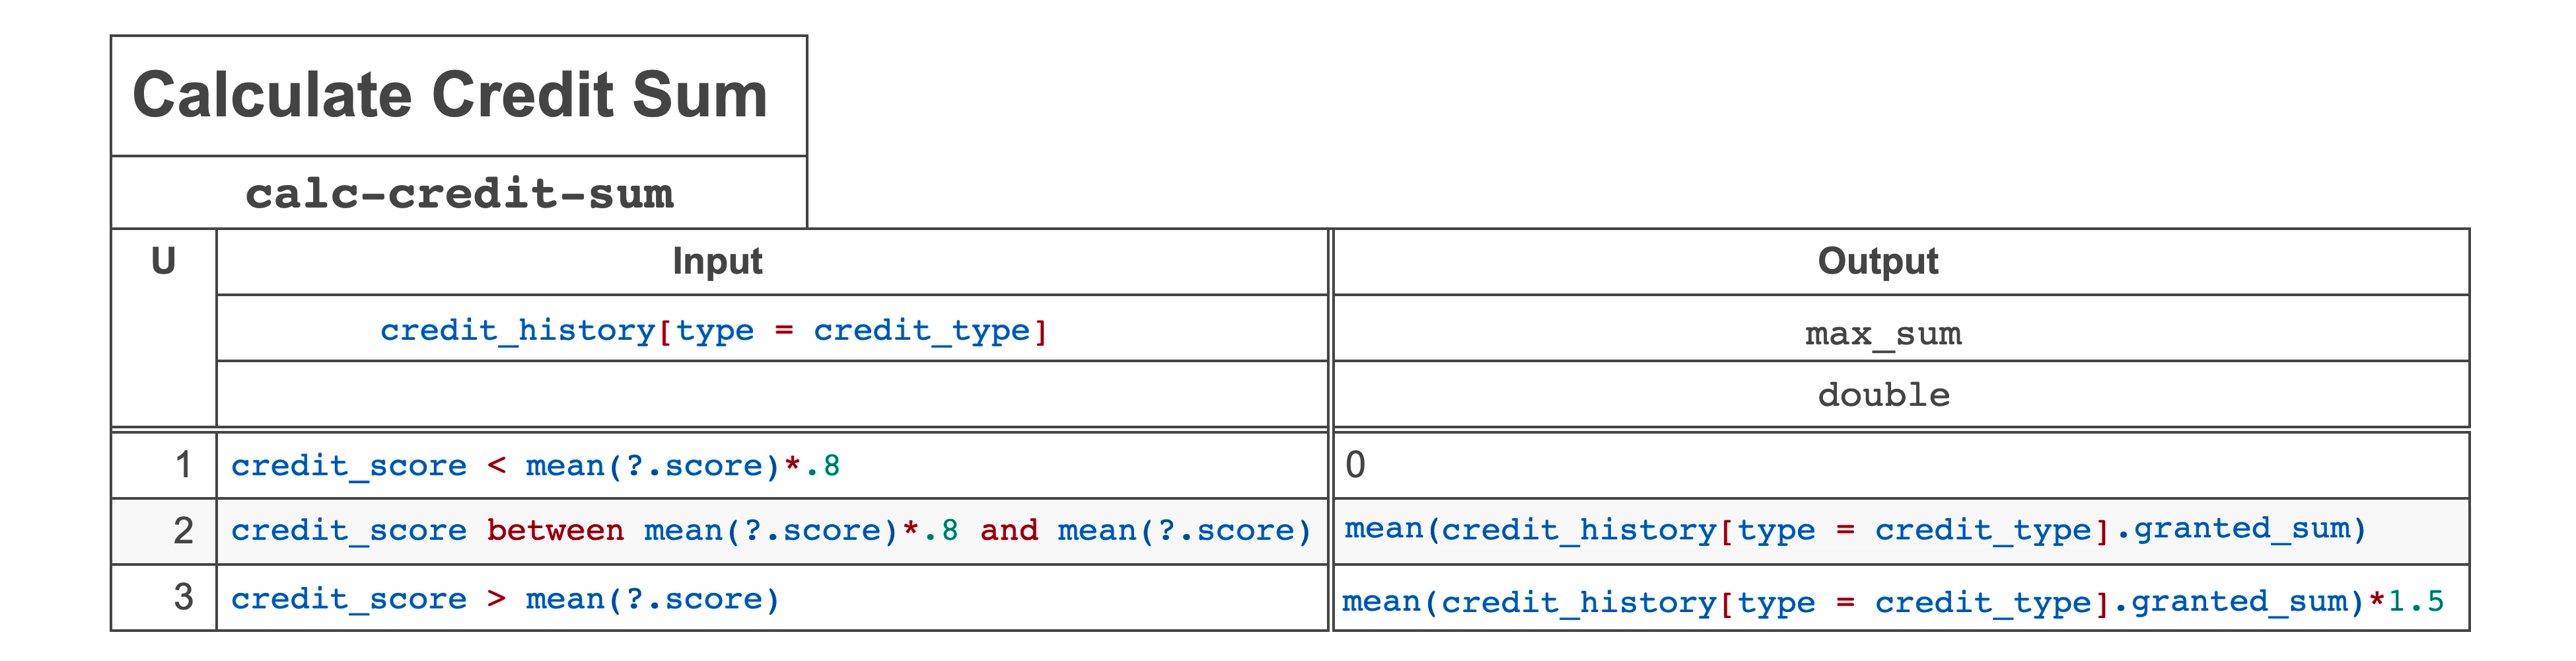 Calculate Credit Sum
calc-credit-sum
U Input Output
credit_history[type = credit_type] max_sum
double
1 credit_score < mean(?.score)*.8 0
2 credit_score between mean(?.score)*.8 and mean(?.score) mean(credit_history[type = credit_type].granted_sum)
3 credit_score > mean(?.score) mean(credit_history[type = credit_type].granted_sum)*1.5